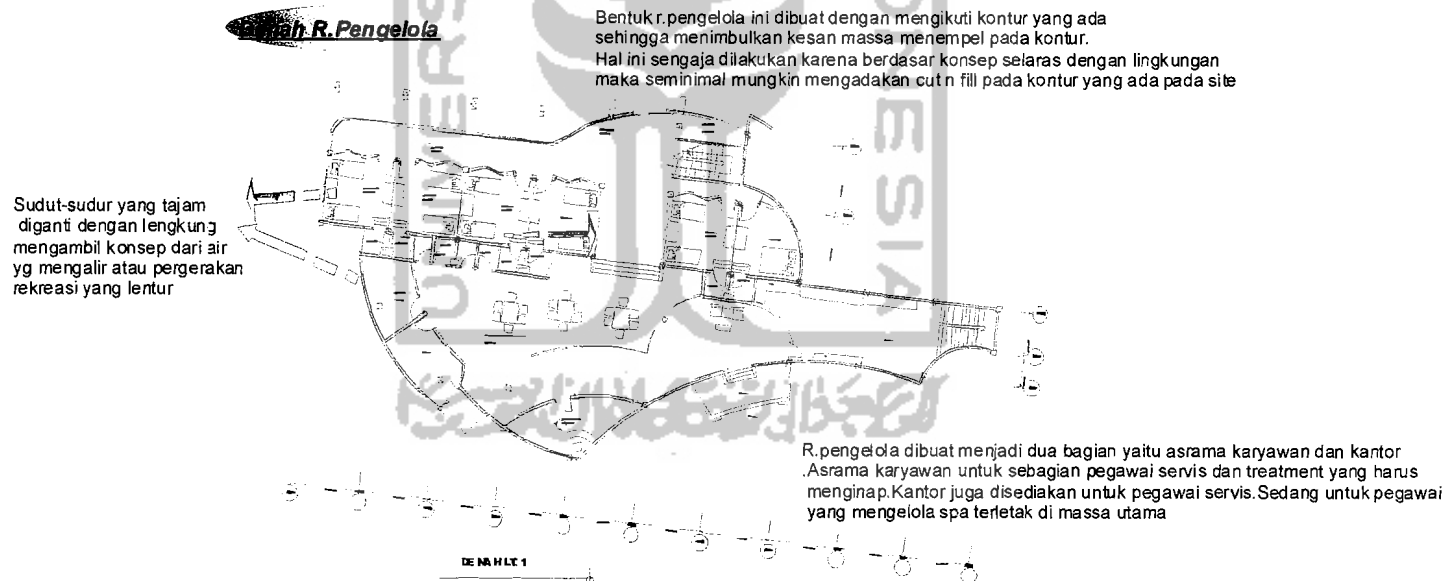 Denah R.Pengelola
Bentuk r.pengelola ini dibuat dengan mengikuti kontur yang ada
sehingga menimbulkan kesan massa menempel pada kontur.
Hal ini sengaja dilakukan karena berdasar konsep selaras dengan lingkungan
maka seminimal mungkin mengadakan cut n fill pada kontur yang ada pada site
Sudut-sudur yang tajam
diganti dengan lengkung
mengambil konsep dari air
yg mengalir atau pergerakan
rekreasi yang lentur
R.pengelola dibuat menjadi dua bagian yaitu asrama karyawan dan kantor
.Asrama karyawan untuk sebagian pegawai servis dan treatment yang harus
menginap.Kantor juga disediakan untuk pegawai servis.Sedang untuk pegawai
yang mengelola spa terletak di massa utama
DENAH LT.1